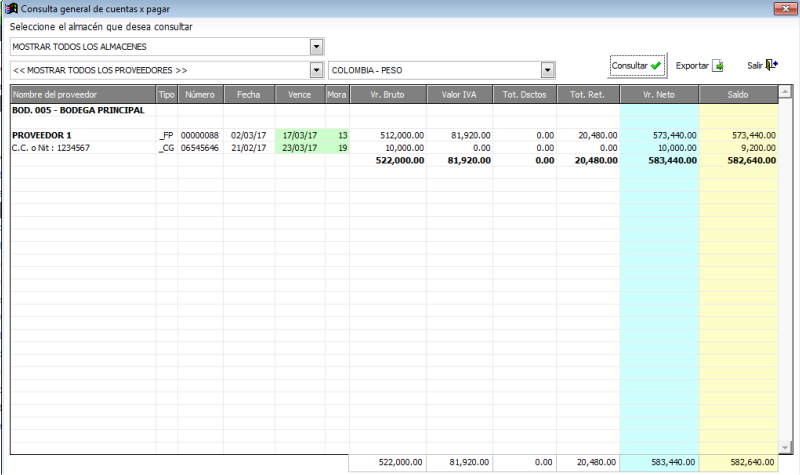 Consulta general de cuentas x pagar
Seleccione el almacén que desea consultar
MOSTRAR TODOS LOS ALMACENES
<< MOSTRAR TODOS LOS PROVEEDORES >> COLOMBIA - PESO Consultar Exportar Salir
Nombre del proveedor Tipo Número Fecha Vence Mora Vr. Bruto Valor IVA Tot. Dsctos Tot. Ret. Vr. Neto Saldo
BOD. 005 - BODEGA PRINCIPAL
PROVEEDOR 1 _FP 00000088 02/03/17 17/03/17 13 512,000.00 81,920.00 0.00 20,480.00 573,440.00 573,440.00
C.C. o Nit : 1234567 _CG 06545646 21/02/17 23/03/17 19 10,000.00 0.00 0.00 0.00 10,000.00 9,200.00
522,000.00 81,920.00 0.00 20,480.00 583,440.00 582,640.00
522,000.00 81,920.00 0.00 20,480.00 583,440.00 582,640.00